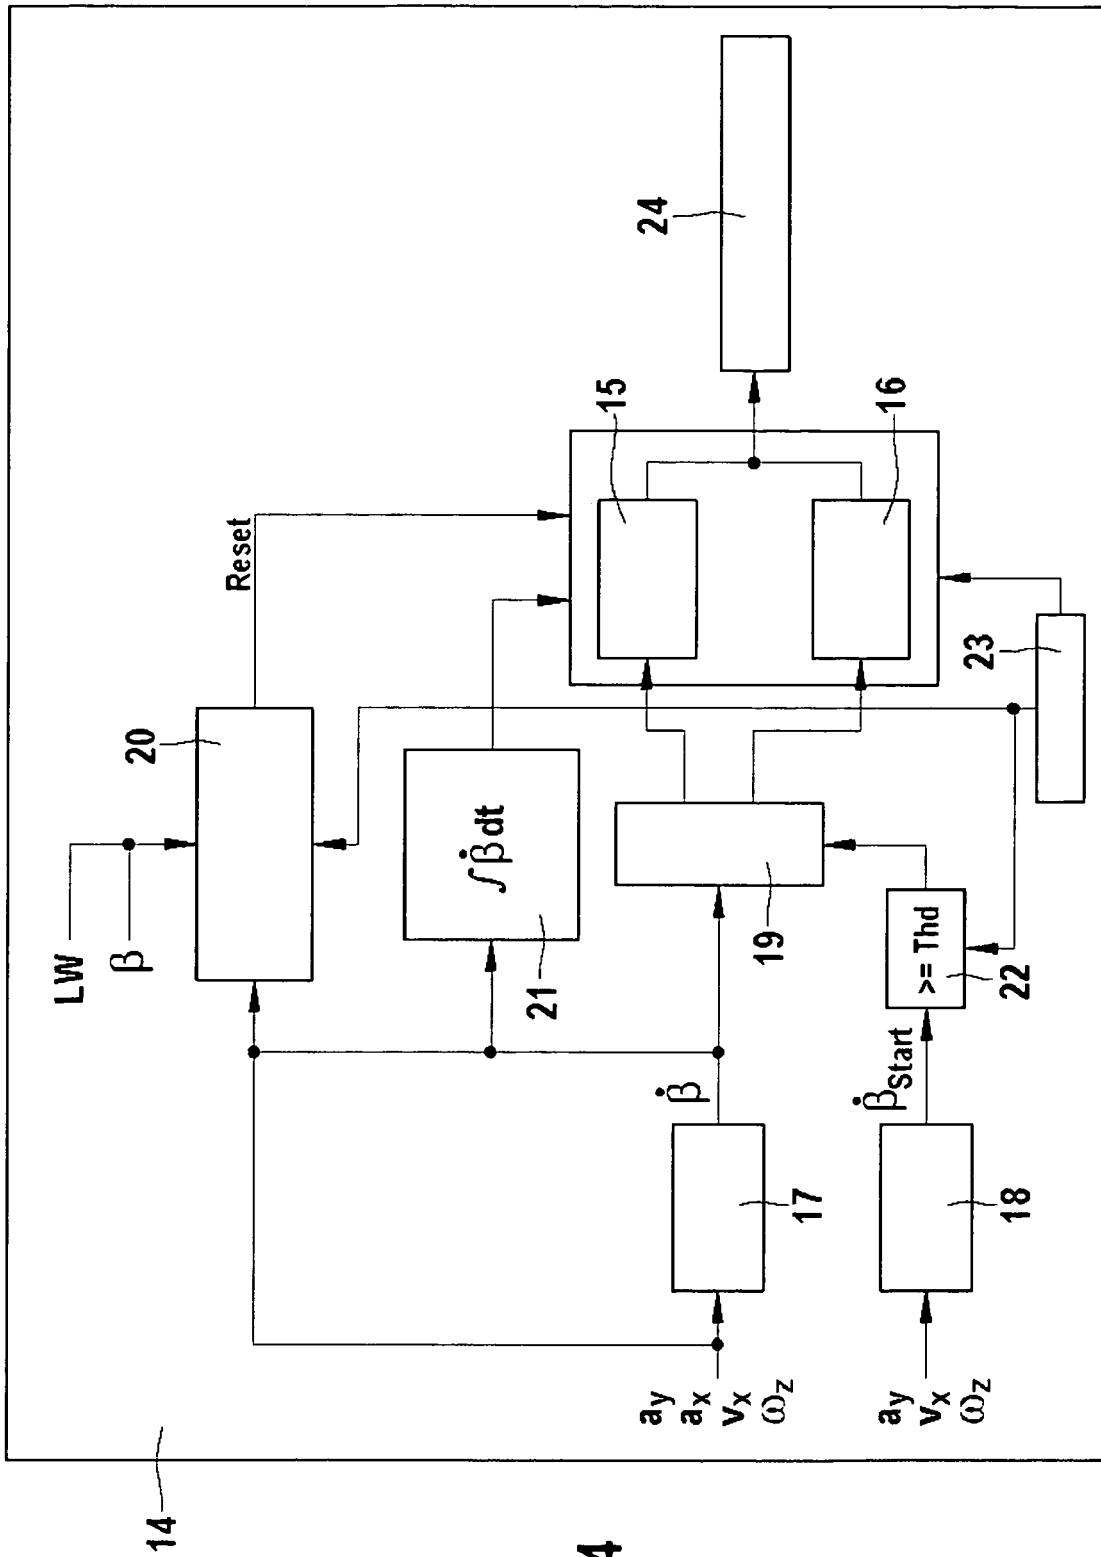 14
LW
β
20
Reset
∫ β̇ dt
21
15
24
16
a_y
a_x
v_x
ω_z
17
β̇
19
a_y
v_x
ω_z
18
β̇_Start
>= Thd
22
23